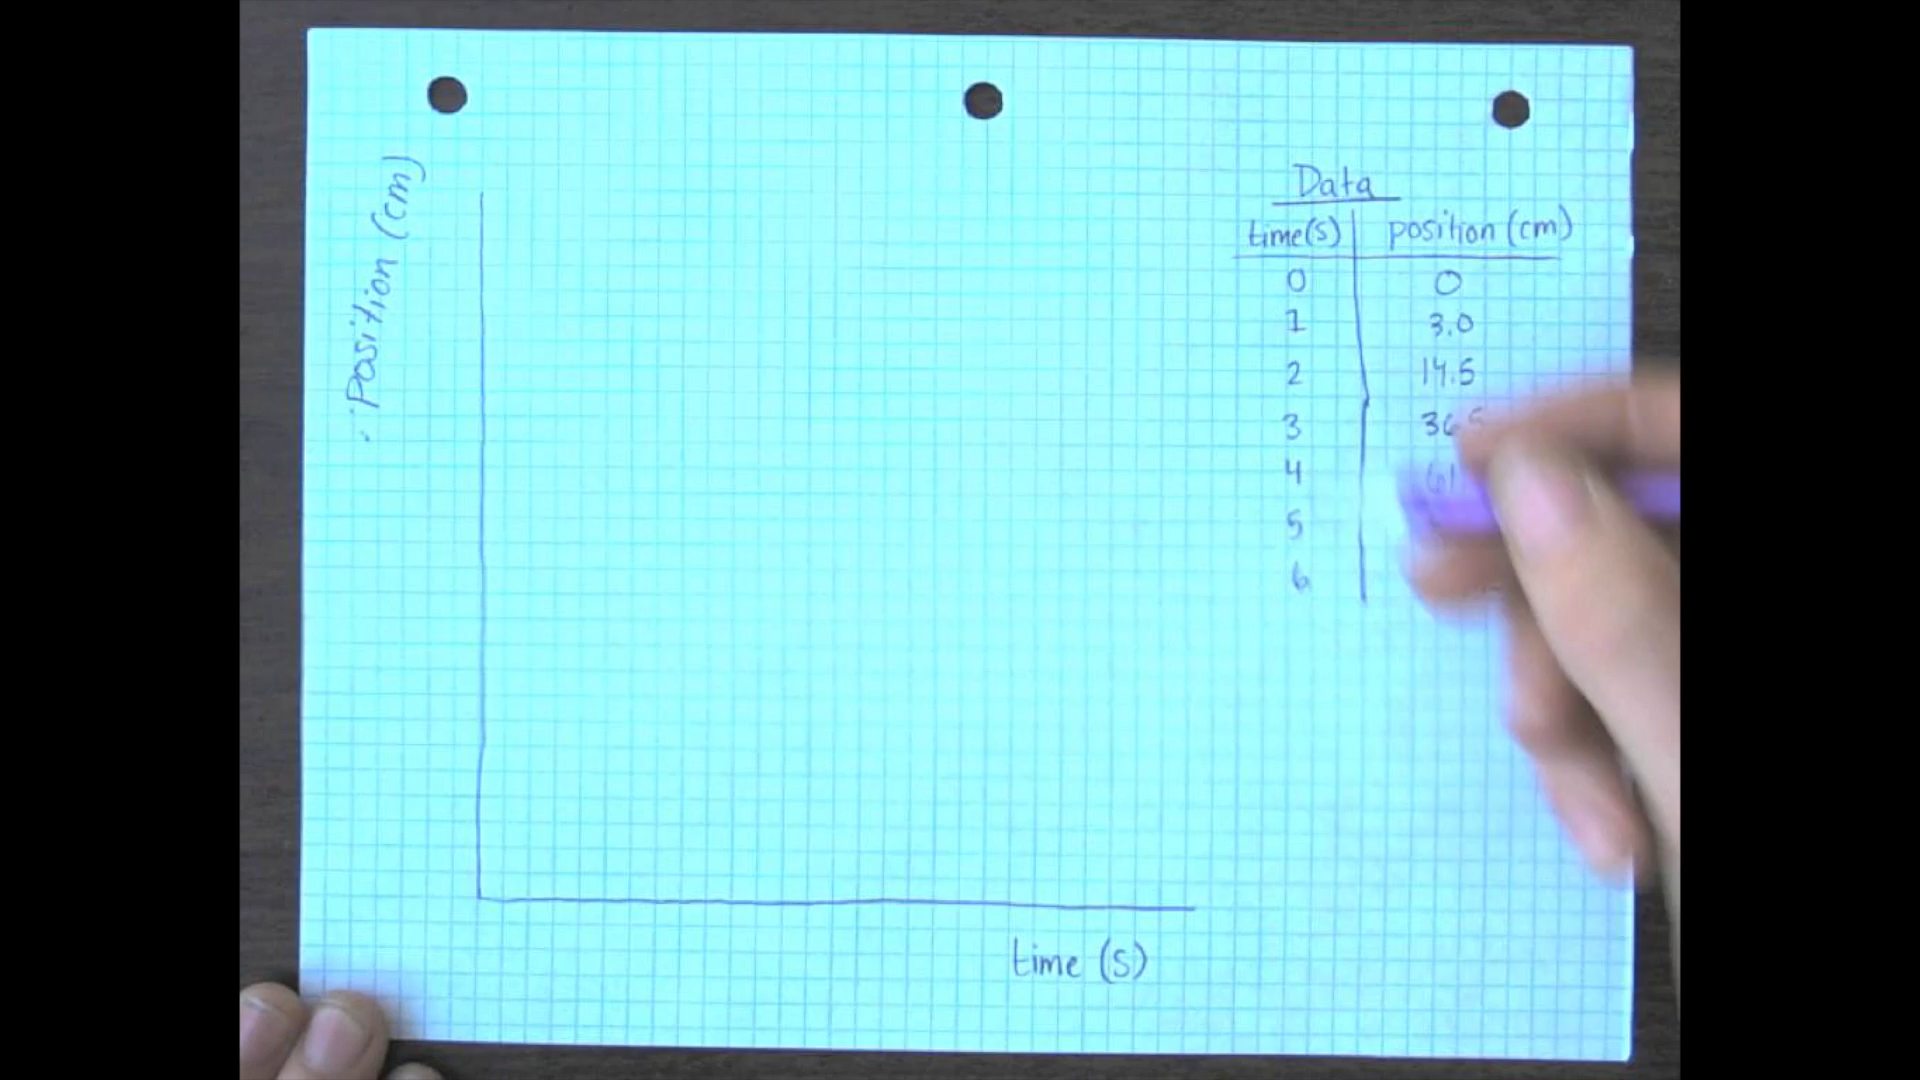 Position (cm)
Data
time(s) position (cm)
0 0
1 3.0
2 14.5
3
4
5
6
time (s)